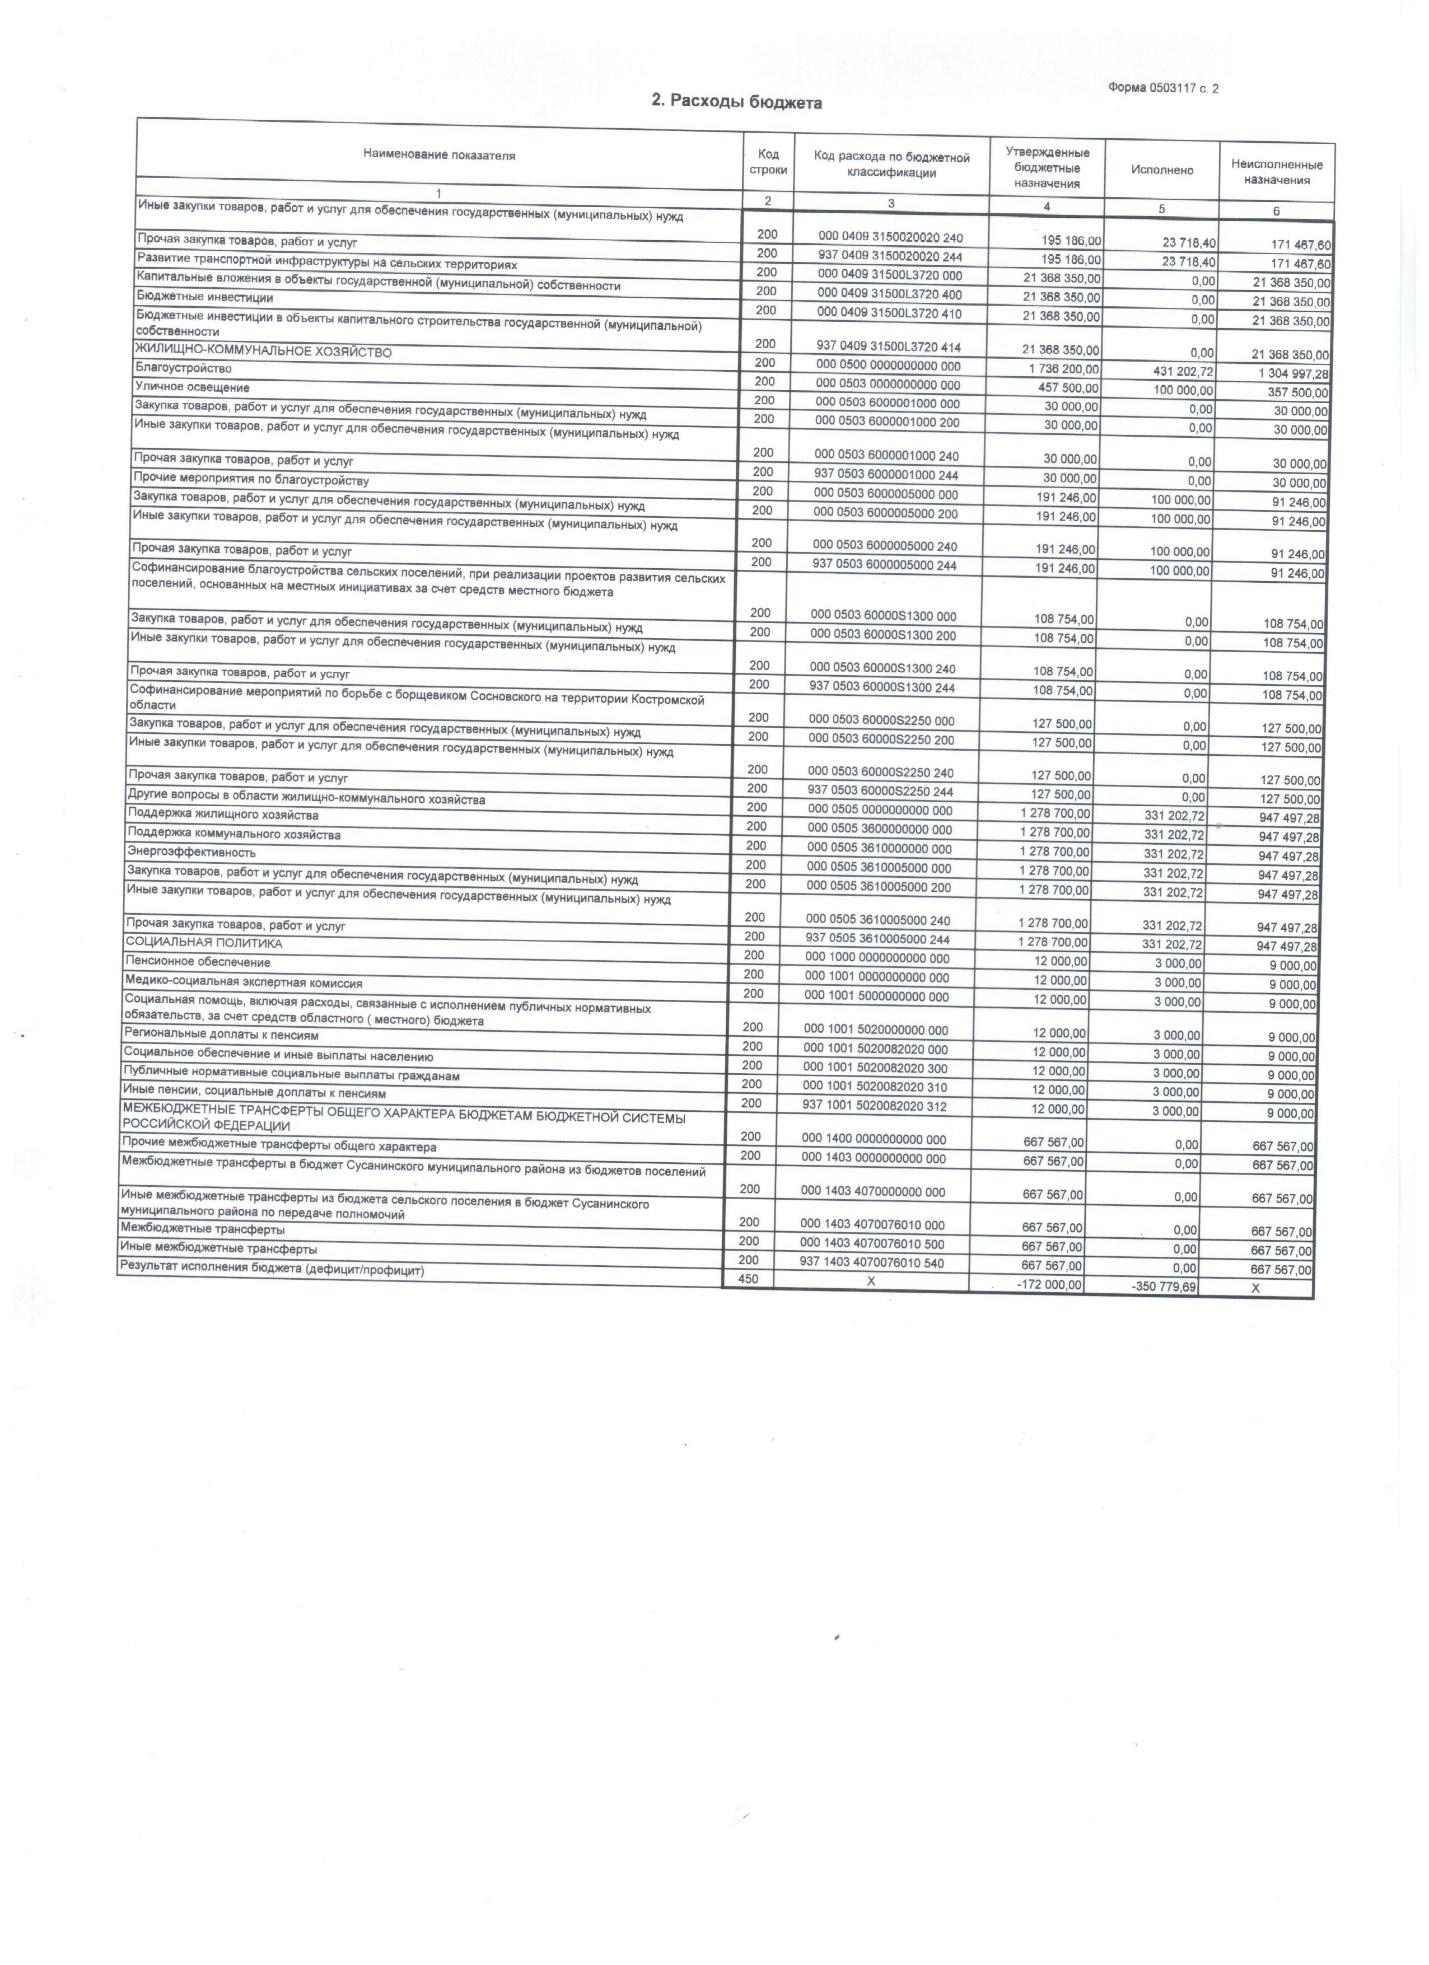 Форма 0503117 с. 2
2. Расходы бюджета
Наименование показателя Код строки Код расхода по бюджетной классификации Утвержденные бюджетные назначения Исполнено Неисполненные назначения
1 2 3 4 5 6
Иные закупки товаров, работ и услуг для обеспечения государственных (муниципальных) нужд 200 000 0409 3150020020 240 195 186,00 23 718,40 171 467,60
Прочая закупка товаров, работ и услуг 200 937 0409 3150020020 244 195 186,00 23 718,40 171 467,60
Развитие транспортной инфраструктуры на сельских территориях 200 000 0409 31500L3720 000 21 368 350,00 0,00 21 368 350,00
Капитальные вложения в объекты государственной (муниципальной) собственности 200 000 0409 31500L3720 400 21 368 350,00 0,00 21 368 350,00
Бюджетные инвестиции 200 000 0409 31500L3720 410 21 368 350,00 0,00 21 368 350,00
Бюджетные инвестиции в объекты капитального строительства государственной (муниципальной)
собственности 200 937 0409 31500L3720 414 21 368 350,00 0,00 21 368 350,00
ЖИЛИЩНО-КОММУНАЛЬНОЕ ХОЗЯЙСТВО 200 000 0500 0000000000 000 1 736 200,00 431 202,72 1 304 997,28
Благоустройство 200 000 0503 0000000000 000 457 500,00 100 000,00 357 500,00
Уличное освещение 200 000 0503 6000001000 000 30 000,00 0,00 30 000,00
Закупка товаров, работ и услуг для обеспечения государственных (муниципальных) нужд 200 000 0503 6000001000 200 30 000,00 0,00 30 000,00
Иные закупки товаров, работ и услуг для обеспечения государственных (муниципальных) нужд 200 000 0503 6000001000 240 30 000,00 0,00 30 000,00
Прочая закупка товаров, работ и услуг 200 937 0503 6000001000 244 30 000,00 0,00 30 000,00
Прочие мероприятия по благоустройству 200 000 0503 6000005000 000 191 246,00 100 000,00 91 246,00
Закупка товаров, работ и услуг для обеспечения государственных (муниципальных) нужд 200 000 0503 6000005000 200 191 246,00 100 000,00 91 246,00
Иные закупки товаров, работ и услуг для обеспечения государственных (муниципальных) нужд 200 000 0503 6000005000 240 191 246,00 100 000,00 91 246,00
Прочая закупка товаров, работ и услуг 200 937 0503 6000005000 244 191 246,00 100 000,00 91 246,00
Софинансирование благоустройства сельских поселений, при реализации проектов развития сельских
поселений, основанных на местных инициативах за счет средств местного бюджета 200 000 0503 60000S1300 000 108 754,00 0,00 108 754,00
Закупка товаров, работ и услуг для обеспечения государственных (муниципальных) нужд 200 000 0503 60000S1300 200 108 754,00 0,00 108 754,00
Иные закупки товаров, работ и услуг для обеспечения государственных (муниципальных) нужд 200 000 0503 60000S1300 240 108 754,00 0,00 108 754,00
Прочая закупка товаров, работ и услуг 200 937 0503 60000S1300 244 108 754,00 0,00 108 754,00
Софинансирование мероприятий по борьбе с борщевиком Сосновского на территории Костромской
области 200 000 0503 60000S2250 000 127 500,00 0,00 127 500,00
Закупка товаров, работ и услуг для обеспечения государственных (муниципальных) нужд 200 000 0503 60000S2250 200 127 500,00 0,00 127 500,00
Иные закупки товаров, работ и услуг для обеспечения государственных (муниципальных) нужд 200 000 0503 60000S2250 240 127 500,00 0,00 127 500,00
Прочая закупка товаров, работ и услуг 200 937 0503 60000S2250 244 127 500,00 0,00 127 500,00
Другие вопросы в области жилищно-коммунального хозяйства 200 000 0505 0000000000 000 1 278 700,00 331 202,72 947 497,28
Поддержка жилищного хозяйства 200 000 0505 3600000000 000 1 278 700,00 331 202,72 947 497,28
Поддержка коммунального хозяйства 200 000 0505 3610000000 000 1 278 700,00 331 202,72 947 497,28
Энергоэффективность 200 000 0505 3610005000 000 1 278 700,00 331 202,72 947 497,28
Закупка товаров, работ и услуг для обеспечения государственных (муниципальных) нужд 200 000 0505 3610005000 200 1 278 700,00 331 202,72 947 497,28
Иные закупки товаров, работ и услуг для обеспечения государственных (муниципальных) нужд 200 000 0505 3610005000 240 1 278 700,00 331 202,72 947 497,28
Прочая закупка товаров, работ и услуг 200 937 0505 3610005000 244 1 278 700,00 331 202,72 947 497,28
СОЦИАЛЬНАЯ ПОЛИТИКА 200 000 1000 0000000000 000 12 000,00 3 000,00 9 000,00
Пенсионное обеспечение 200 000 1001 0000000000 000 12 000,00 3 000,00 9 000,00
Медико-социальная экспертная комиссия 200 000 1001 5000000000 000 12 000,00 3 000,00 9 000,00
Социальная помощь, включая расходы, связанные с исполнением публичных нормативных
обязательств, за счет средств областного ( местного) бюджета 200 000 1001 5020000000 000 12 000,00 3 000,00 9 000,00
Региональные доплаты к пенсиям 200 000 1001 5020082020 000 12 000,00 3 000,00 9 000,00
Социальное обеспечение и иные выплаты населению 200 000 1001 5020082020 300 12 000,00 3 000,00 9 000,00
Публичные нормативные социальные выплаты гражданам 200 000 1001 5020082020 310 12 000,00 3 000,00 9 000,00
Иные пенсии, социальные доплаты к пенсиям 200 937 1001 5020082020 312 12 000,00 3 000,00 9 000,00
МЕЖБЮДЖЕТНЫЕ ТРАНСФЕРТЫ ОБЩЕГО ХАРАКТЕРА БЮДЖЕТАМ БЮДЖЕТНОЙ СИСТЕМЫ
РОССИЙСКОЙ ФЕДЕРАЦИИ 200 000 1400 0000000000 000 667 567,00 0,00 667 567,00
Прочие межбюджетные трансферты общего характера 200 000 1403 0000000000 000 667 567,00 0,00 667 567,00
Межбюджетные трансферты в бюджет Сусанинского муниципального района из бюджетов поселений 200 000 1403 4070000000 000 667 567,00 0,00 667 567,00
Иные межбюджетные трансферты из бюджета сельского поселения в бюджет Сусанинского
муниципального района по передаче полномочий 200 000 1403 4070076010 000 667 567,00 0,00 667 567,00
Межбюджетные трансферты 200 000 1403 4070076010 500 667 567,00 0,00 667 567,00
Иные межбюджетные трансферты 200 937 1403 4070076010 540 667 567,00 0,00 667 567,00
Результат исполнения бюджета (дефицит/профицит) 450 X -172 000,00 -350 779,69 X